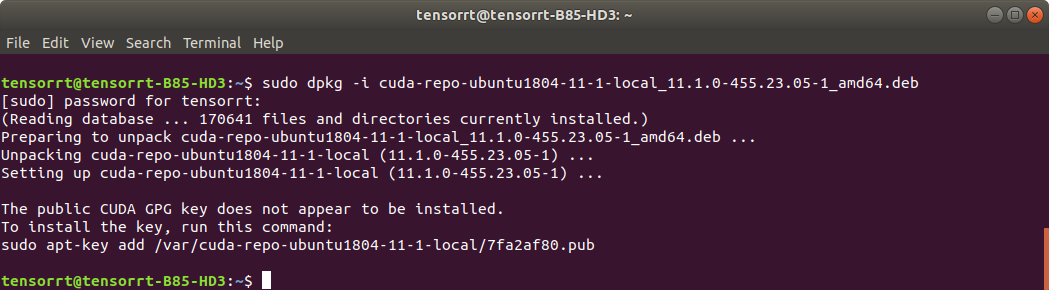 tensorrt@tensorrt-B85-HD3: ~
File Edit View Search Terminal Help
tensorrt@tensorrt-B85-HD3:~$ sudo dpkg -i cuda-repo-ubuntu1804-11-1-local_11.1.0-455.23.05-1_amd64.deb
[sudo] password for tensorrt:
(Reading database ... 170641 files and directories currently installed.)
Preparing to unpack cuda-repo-ubuntu1804-11-1-local_11.1.0-455.23.05-1_amd64.deb ...
Unpacking cuda-repo-ubuntu1804-11-1-local (11.1.0-455.23.05-1) ...
Setting up cuda-repo-ubuntu1804-11-1-local (11.1.0-455.23.05-1) ...
The public CUDA GPG key does not appear to be installed.
To install the key, run this command:
sudo apt-key add /var/cuda-repo-ubuntu1804-11-1-local/7fa2af80.pub
tensorrt@tensorrt-B85-HD3:~$